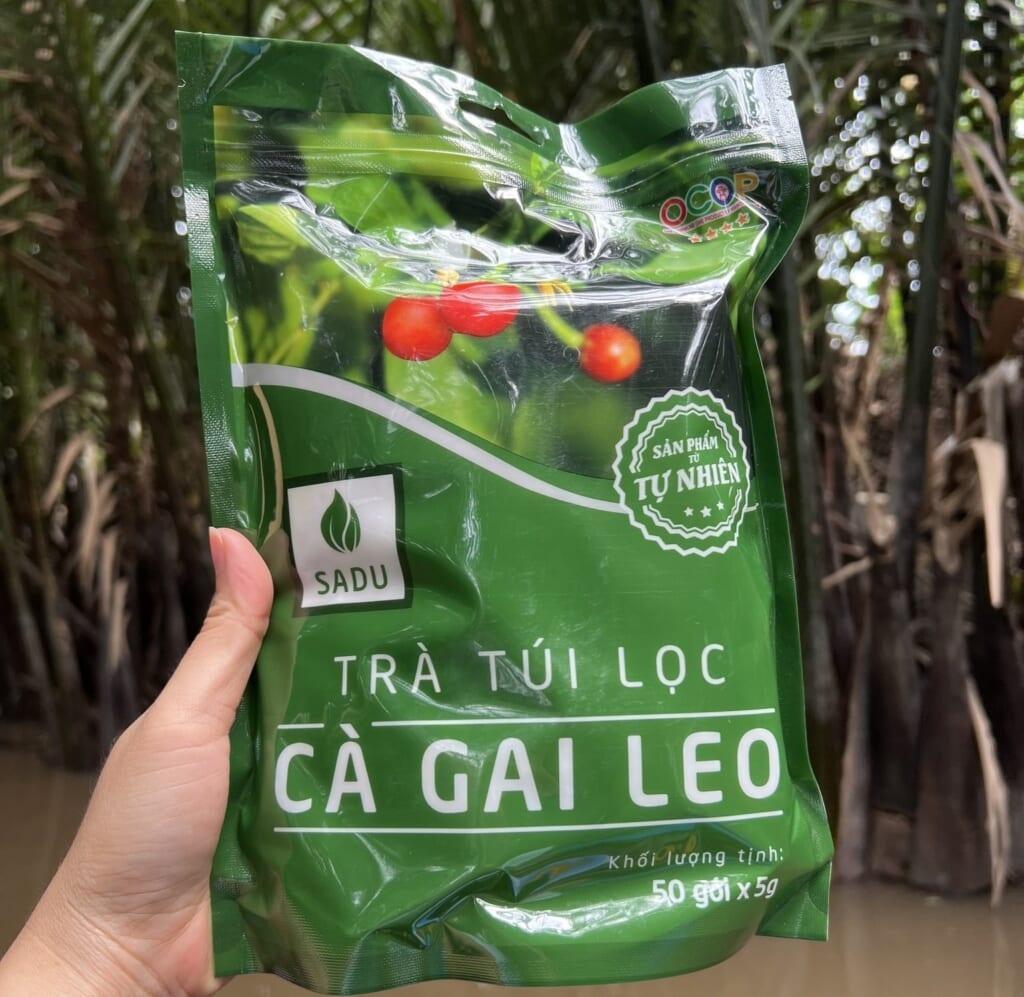 OCOP
SẢN PHẨM
TỪ
TỰ NHIÊN
SADU
TRÀ TÚI LỌC
CÀ GAI LEO
Khối lượng tịnh:
50 gói x 5g